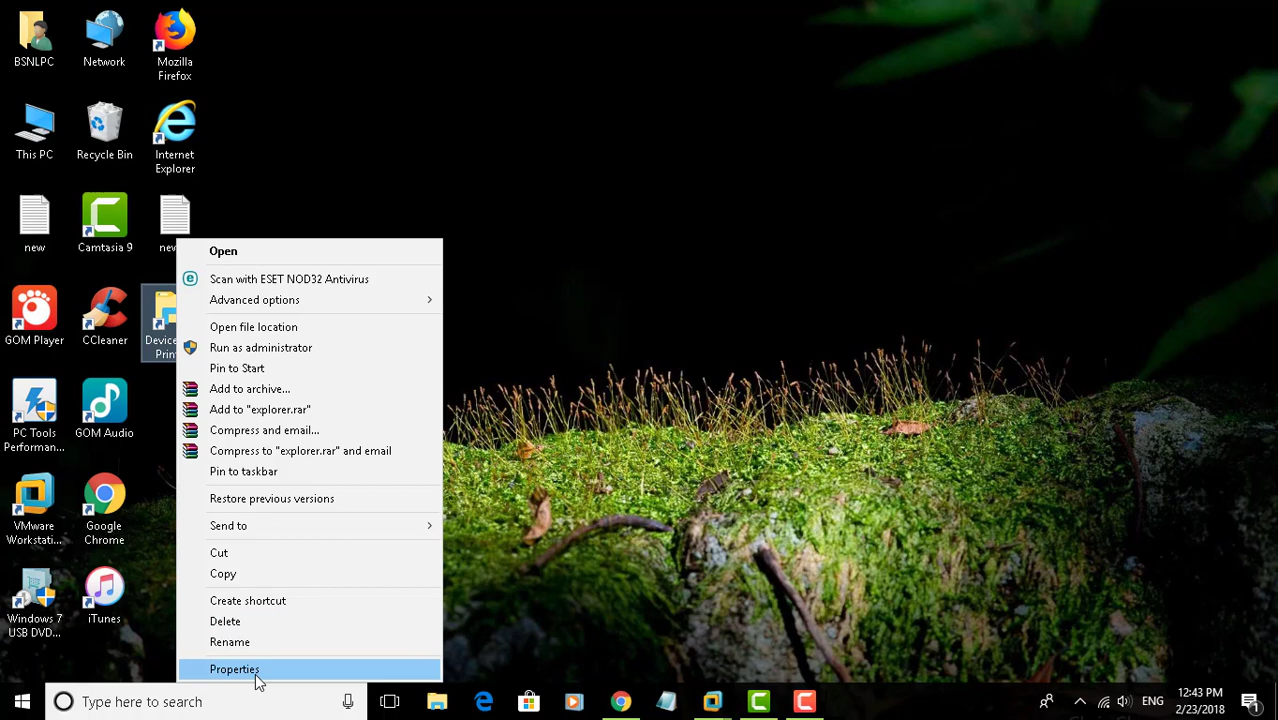 BSNLPC
Network
Mozilla
Firefox
This PC
Recycle Bin
Internet
Explorer
new
Camtasia 9
new
GOM Player
CCleaner
Device
Print
PC Tools
Performan...
GOM Audio
VMware
Workstati...
Google
Chrome
Windows 7
USB DVD...
iTunes
Open
Scan with ESET NOD32 Antivirus
Advanced options
Open file location
Run as administrator
Pin to Start
Add to archive...
Add to "explorer.rar"
Compress and email...
Compress to "explorer.rar" and email
Pin to taskbar
Restore previous versions
Send to
Cut
Copy
Create shortcut
Delete
Rename
Properties
Type here to search
ENG
12:43 PM
2/23/2018
1